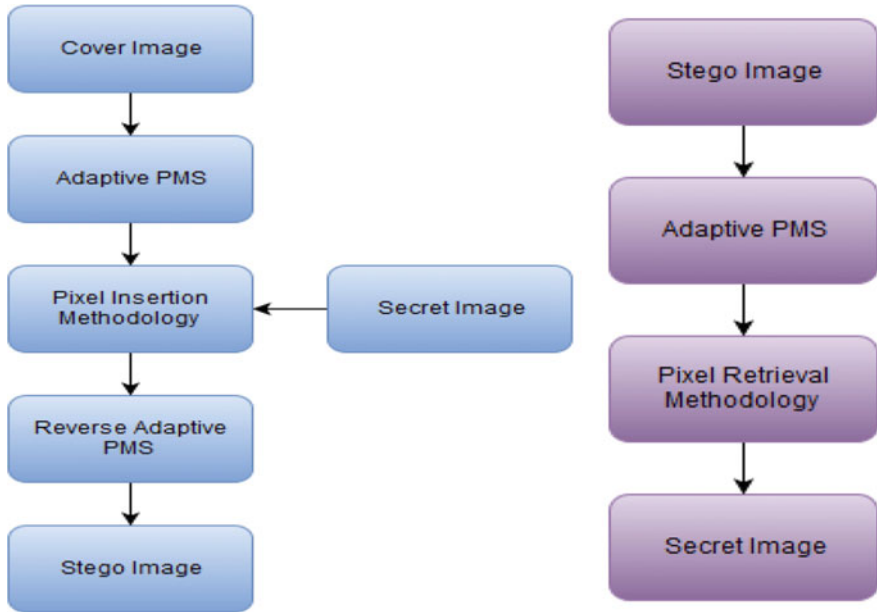 Cover Image
Adaptive PMS
Pixel Insertion
Methodology
Secret Image
Reverse Adaptive
PMS
Stego Image
Stego Image
Adaptive PMS
Pixel Retrieval
Methodology
Secret Image